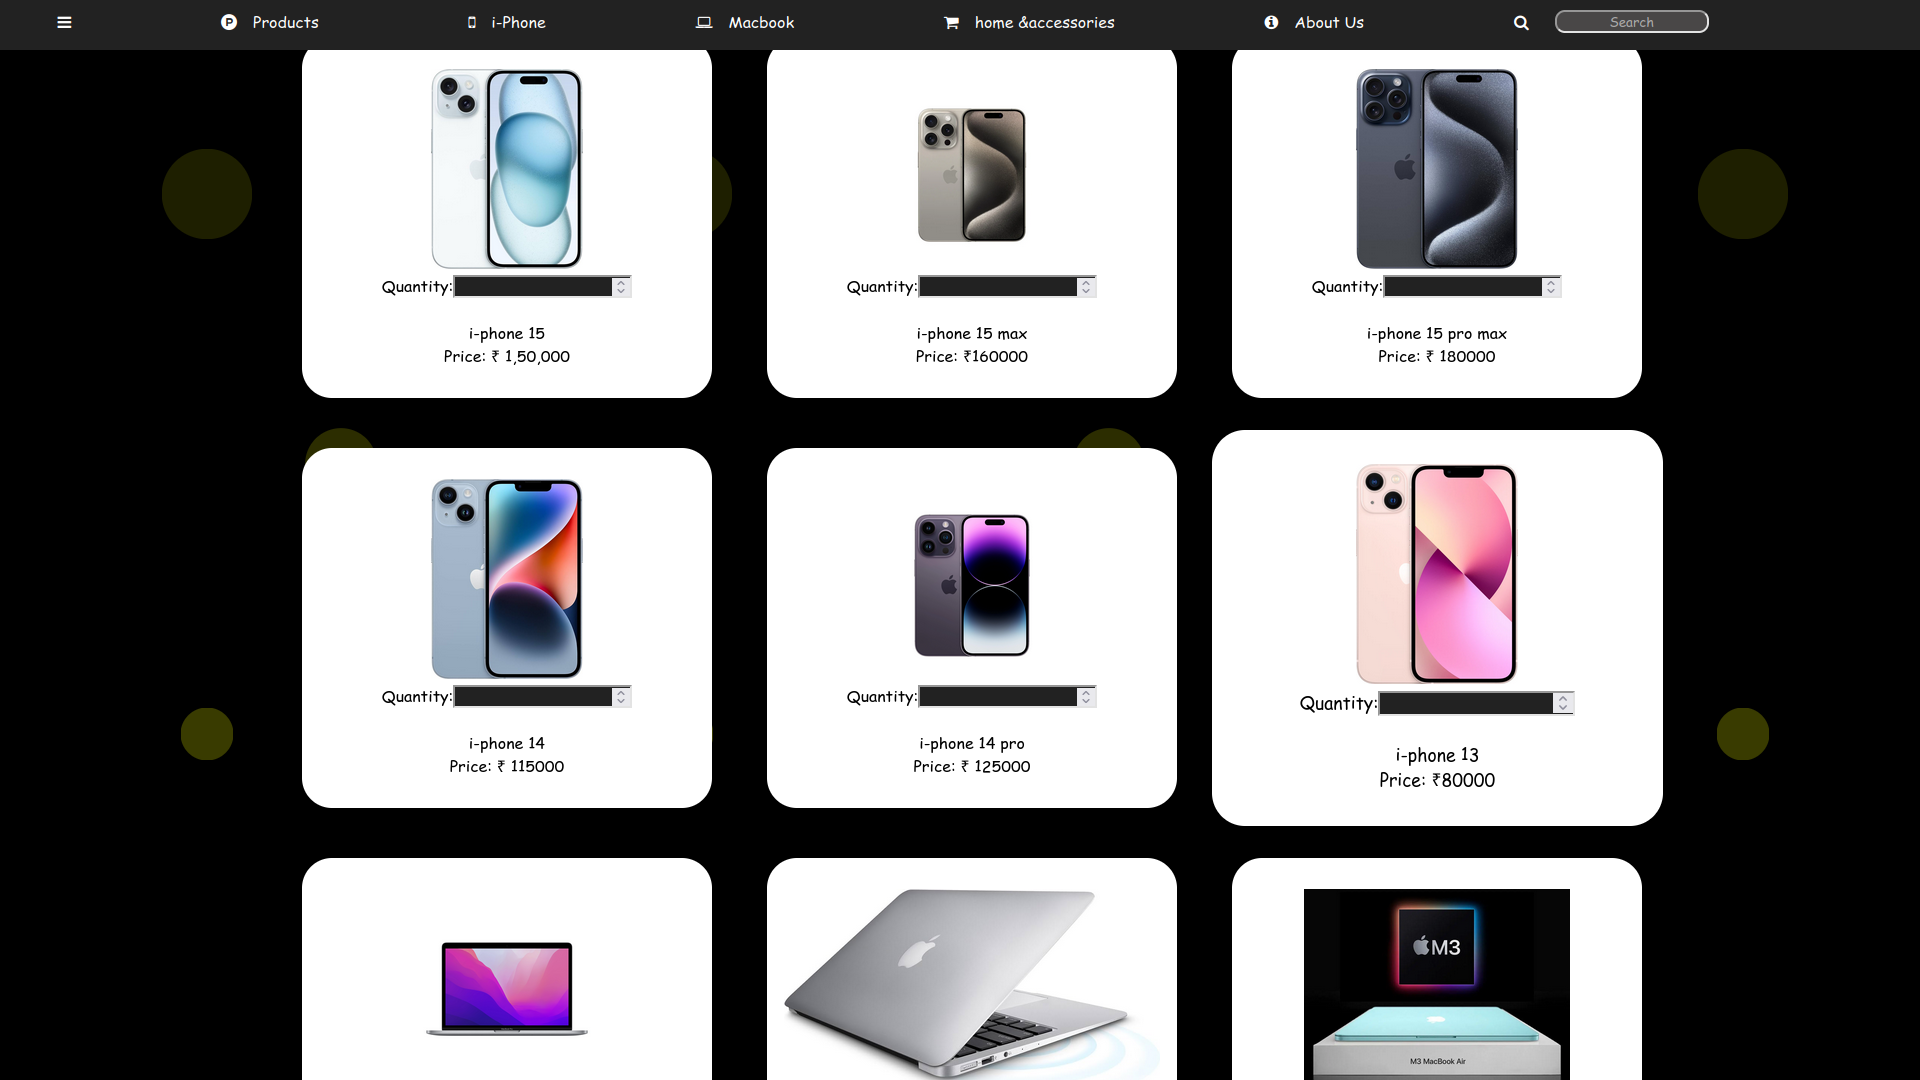 Products
i-Phone
Macbook
home &accessories
About Us
Search
Quantity:
i-phone 15
Price: ₹ 1,50,000
Quantity:
i-phone 15 max
Price: ₹160000
Quantity:
i-phone 15 pro max
Price: ₹ 180000
Quantity:
i-phone 14
Price: ₹ 115000
Quantity:
i-phone 14 pro
Price: ₹ 125000
Quantity:
i-phone 13
Price: ₹80000
M3
M3 MacBook Air